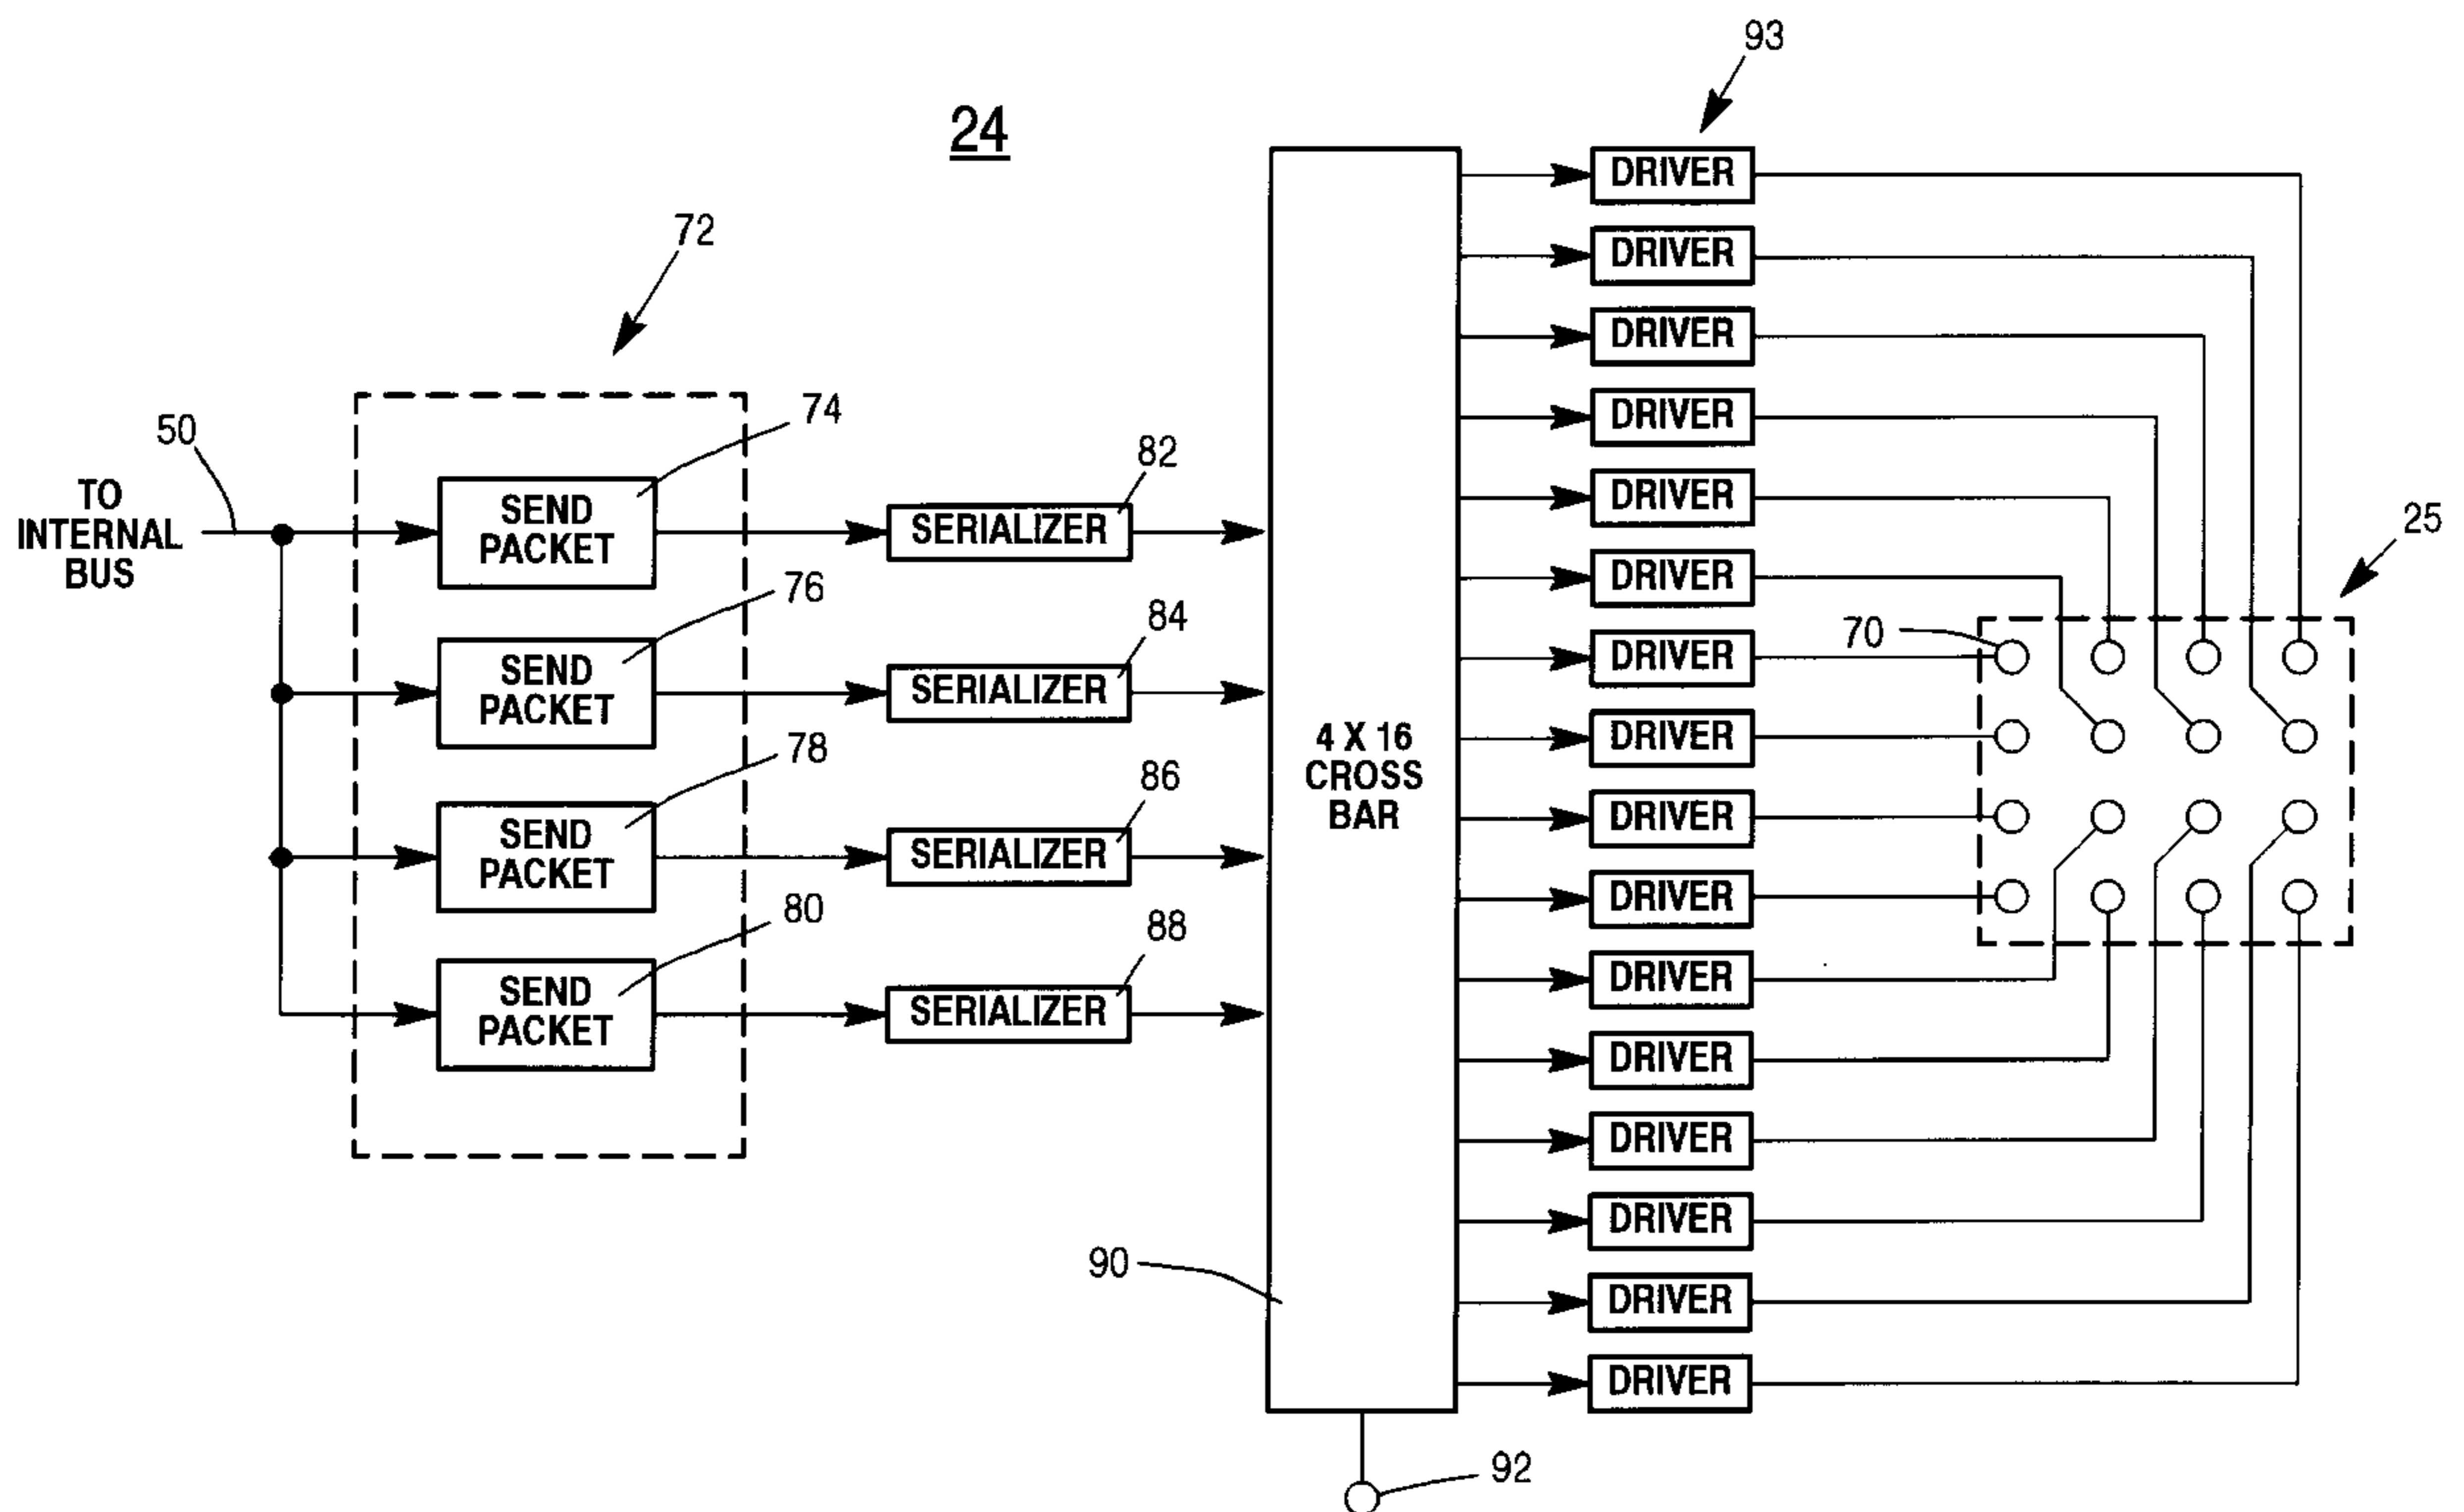 93
24
DRIVER
72
DRIVER
DRIVER
74
DRIVER
50
82
TO
INTERNAL
BUS
SEND
PACKET
SERIALIZER
DRIVER
25
76
DRIVER
84
70
SEND
PACKET
SERIALIZER
DRIVER
78
4 X 16
CROSS
BAR
DRIVER
86
SEND
PACKET
SERIALIZER
DRIVER
80
88
DRIVER
SEND
PACKET
SERIALIZER
DRIVER
DRIVER
DRIVER
DRIVER
90
DRIVER
DRIVER
92